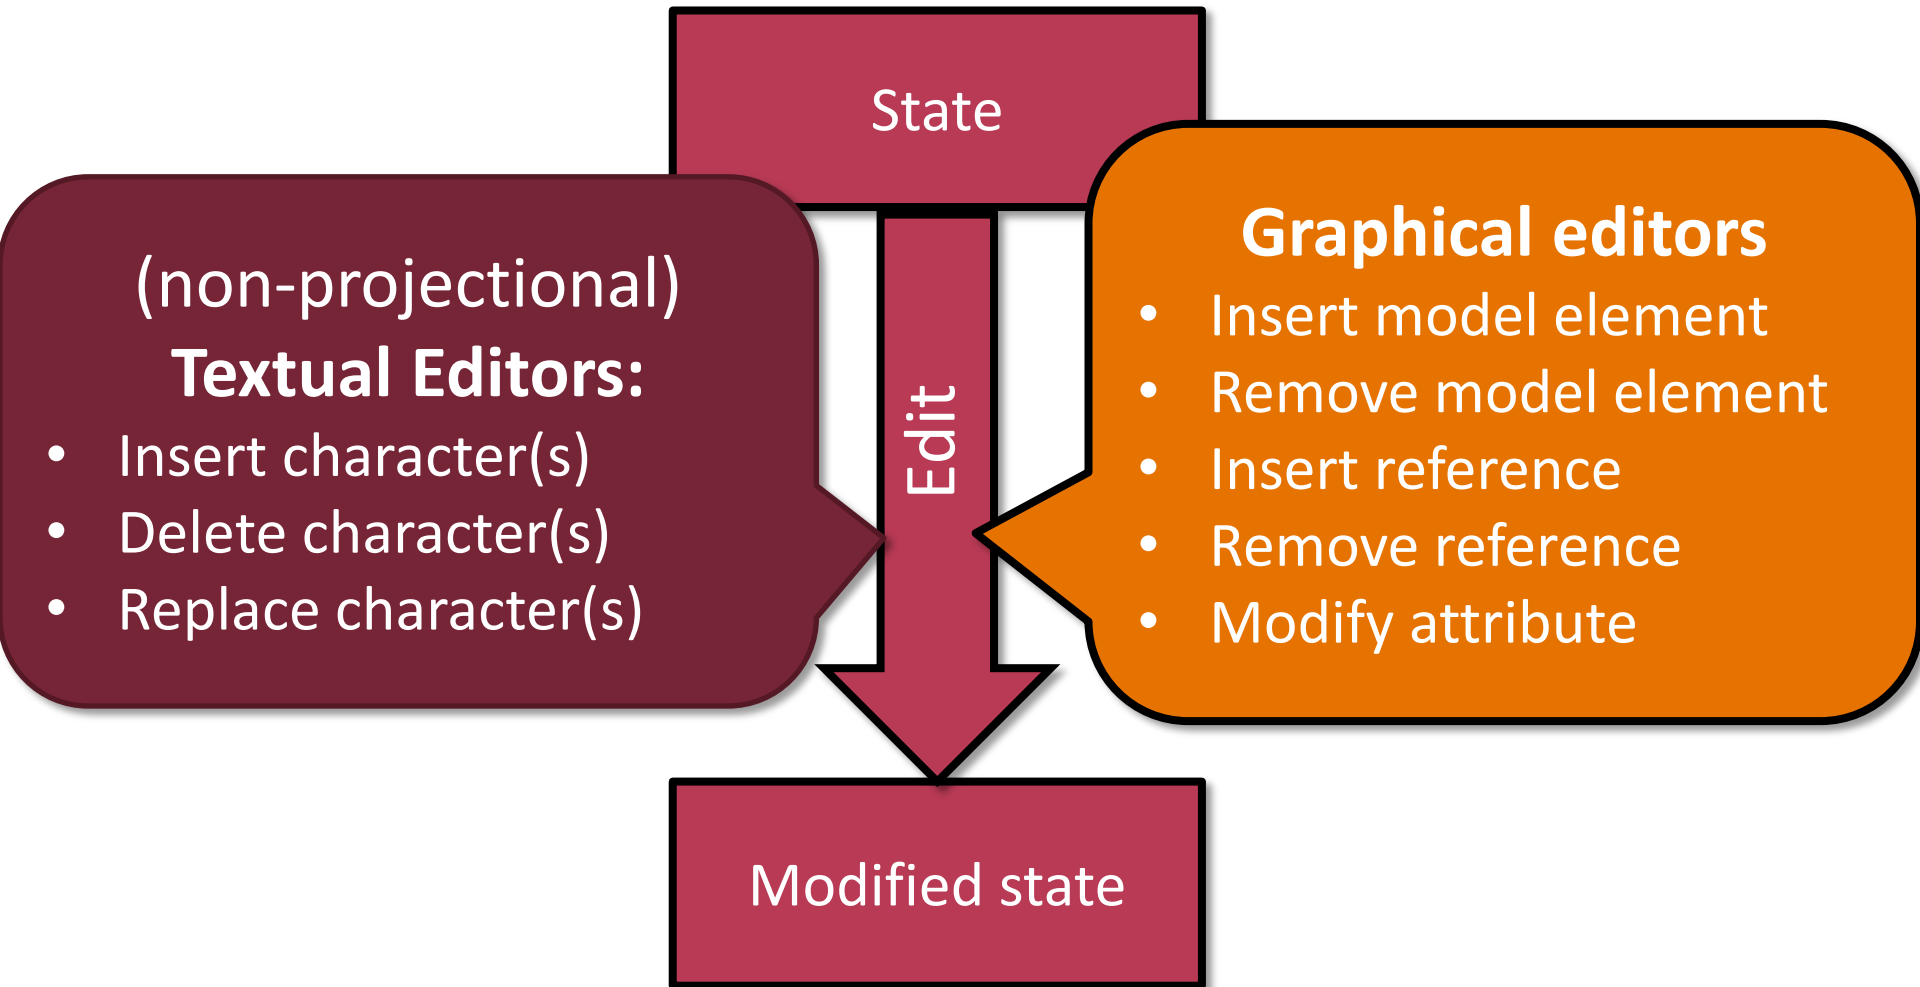 State
(non-projectional)
Textual Editors:
• Insert character(s)
• Delete character(s)
• Replace character(s)
Edit
Graphical editors
• Insert model element
• Remove model element
• Insert reference
• Remove reference
• Modify attribute
Modified state